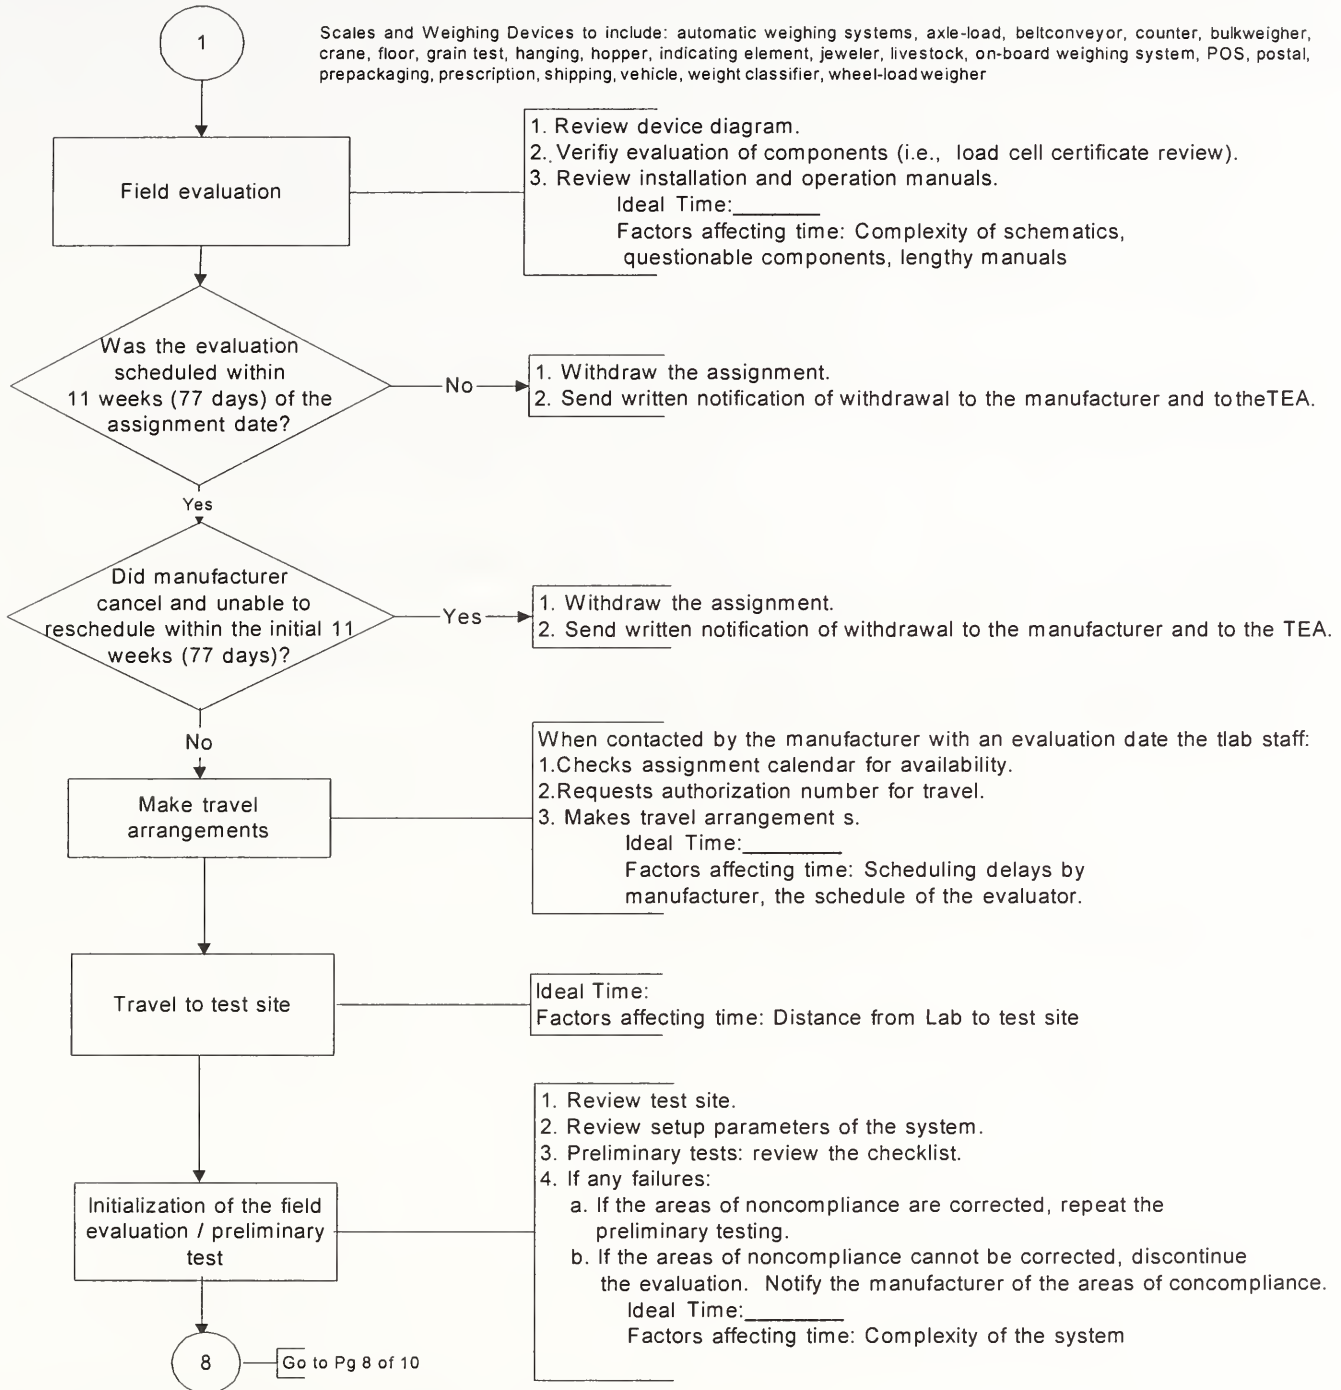 1
Scales and Weighing Devices to include: automatic weighing systems, axle-load, beltconveyor, counter, bulkweigher,
crane, floor, grain test, hanging, hopper, indicating element, jeweler, livestock, on-board weighing system, POS, postal,
prepackaging, prescription, shipping, vehicle, weight classifier, wheel-load weigher
Field evaluation
1. Review device diagram.
2. Verifiy evaluation of components (i.e., load cell certificate review).
3. Review installation and operation manuals.
Ideal Time:_______
Factors affecting time: Complexity of schematics,
questionable components, lengthy manuals
Was the evaluation
scheduled within
11 weeks (77 days) of the
assignment date?
No
1. Withdraw the assignment.
2. Send written notification of withdrawal to the manufacturer and to the TEA.
Yes
Did manufacturer
cancel and unable to
reschedule within the initial 11
weeks (77 days)?
Yes
1. Withdraw the assignment.
2. Send written notification of withdrawal to the manufacturer and to the TEA.
No
Make travel
arrangements
When contacted by the manufacturer with an evaluation date the tlab staff:
1.Checks assignment calendar for availability.
2.Requests authorization number for travel.
3. Makes travel arrangement s.
Ideal Time:________
Factors affecting time: Scheduling delays by
manufacturer, the schedule of the evaluator.
Travel to test site
Ideal Time:
Factors affecting time: Distance from Lab to test site
Initialization of the field
evaluation / preliminary
test
1. Review test site.
2. Review setup parameters of the system.
3. Preliminary tests: review the checklist.
4. If any failures:
a. If the areas of noncompliance are corrected, repeat the
preliminary testing.
b. If the areas of noncompliance cannot be corrected, discontinue
the evaluation. Notify the manufacturer of the areas of concompliance.
Ideal Time:________
Factors affecting time: Complexity of the system
8
Go to Pg 8 of 10